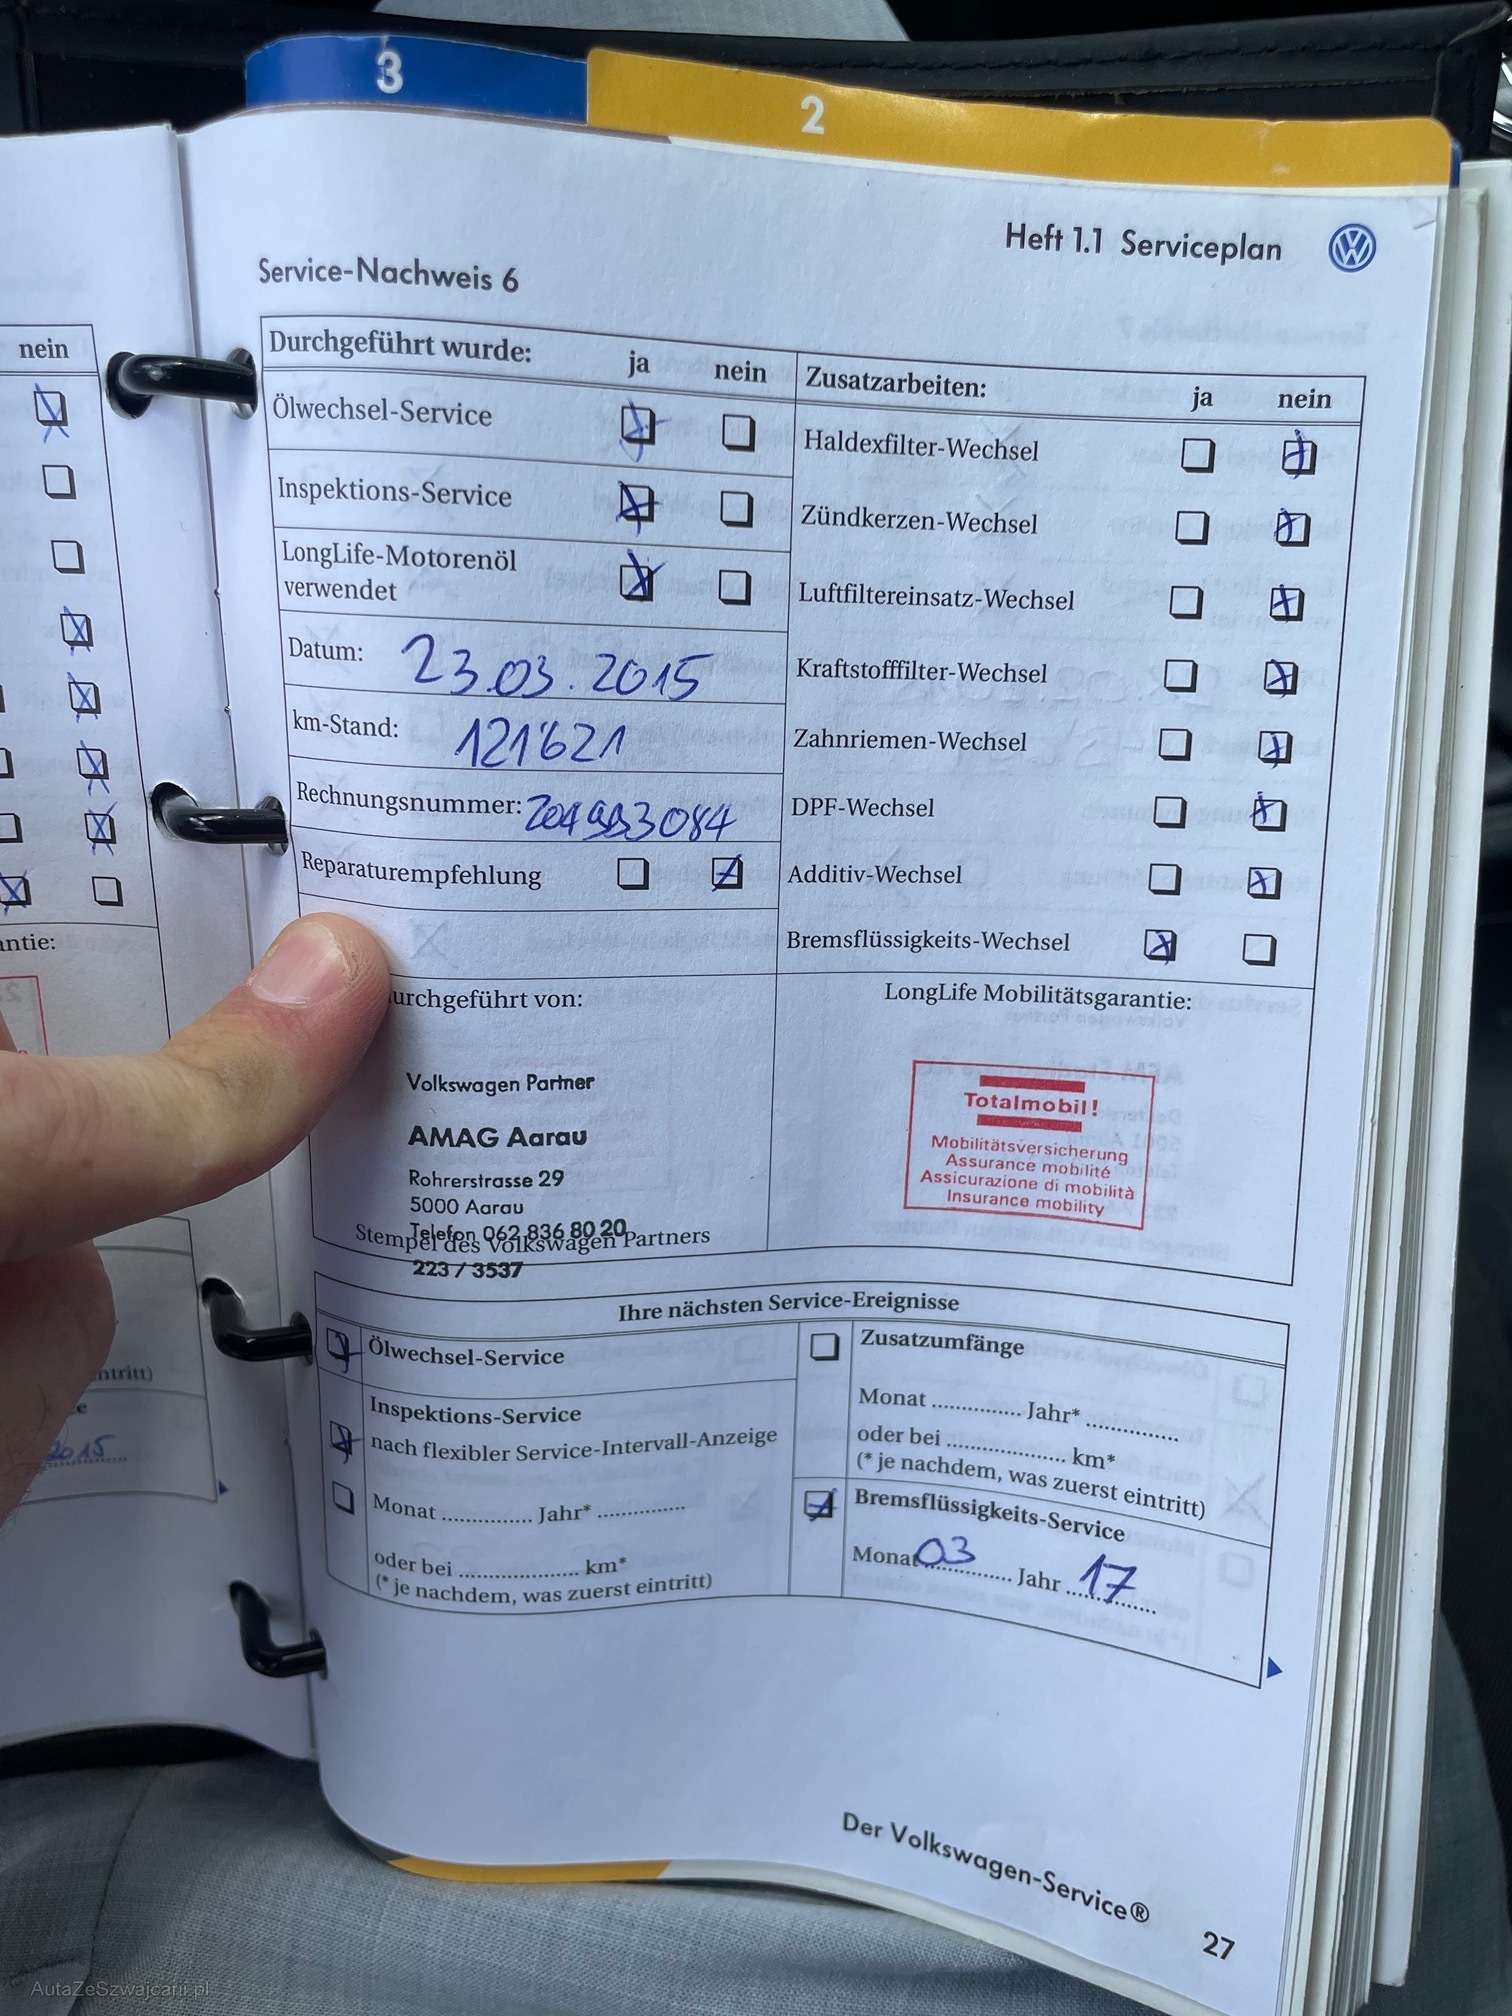 3
2
Heft 1.1 Serviceplan
Service-Nachweis 6
nein
Durchgeführt wurde: ja nein
Ölwechsel-Service
Inspektions-Service
LongLife-Motorenöl
verwendet
Datum: 23.03.2015
km-Stand: 121'621
Rechnungsnummer:
Reparaturempfehlung
Zusatzarbeiten: ja nein
Haldexfilter-Wechsel
Zündkerzen-Wechsel
Luftfiltereinsatz-Wechsel
Kraftstofffilter-Wechsel
Zahnriemen-Wechsel
DPF-Wechsel
Additiv-Wechsel
Bremsflüssigkeits-Wechsel
antie:
urchgeführt von:
Volkswagen Partner
AMAG Aarau
Rohrerstrasse 29
5000 Aarau
Telefon 062 836 80 20
Stempel des Volkswagen Partners
223 / 3537
LongLife Mobilitätsgarantie:
Totalmobil!
Mobilitätsversicherung
Assurance mobilité
Assicurazione di mobilità
Insurance mobility
ntritt)
2015
Ihre nächsten Service-Ereignisse
Ölwechsel-Service
Inspektions-Service
nach flexibler Service-Intervall-Anzeige
Monat ............... Jahr* ...............
oder bei .................... km*
(* je nachdem, was zuerst eintritt)
Zusatzumfänge
Monat ............... Jahr* ...............
oder bei .................... km*
(* je nachdem, was zuerst eintritt)
Bremsflüssigkeits-Service
Monat 03 Jahr 17
Der Volkswagen-Service®
27
AutaZeSzwajcarii.pl